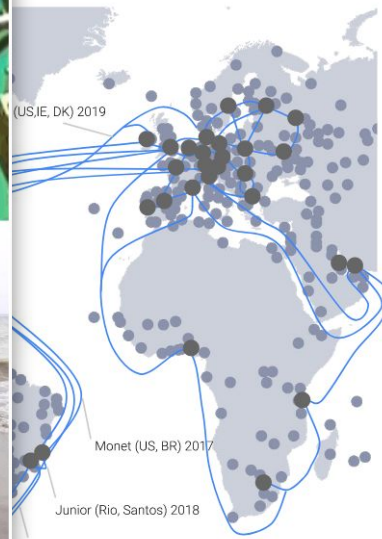 (US,IE, DK) 2019
Monet (US, BR) 2017
Junior (Rio, Santos) 2018